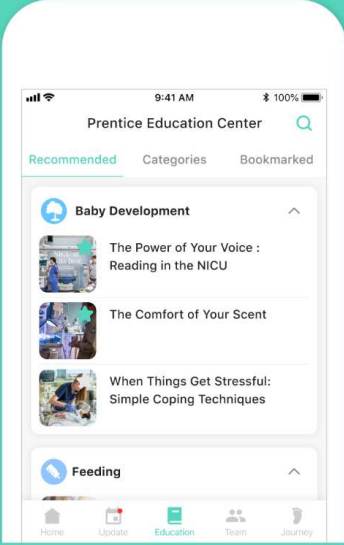 9:41 AM
100%
Prentice Education Center
Recommended
Categories
Bookmarked
Baby Development
The Power of Your Voice :
Reading in the NICU
The Comfort of Your Scent
When Things Get Stressful:
Simple Coping Techniques
Feeding
Home
Update
Education
Team
Journey